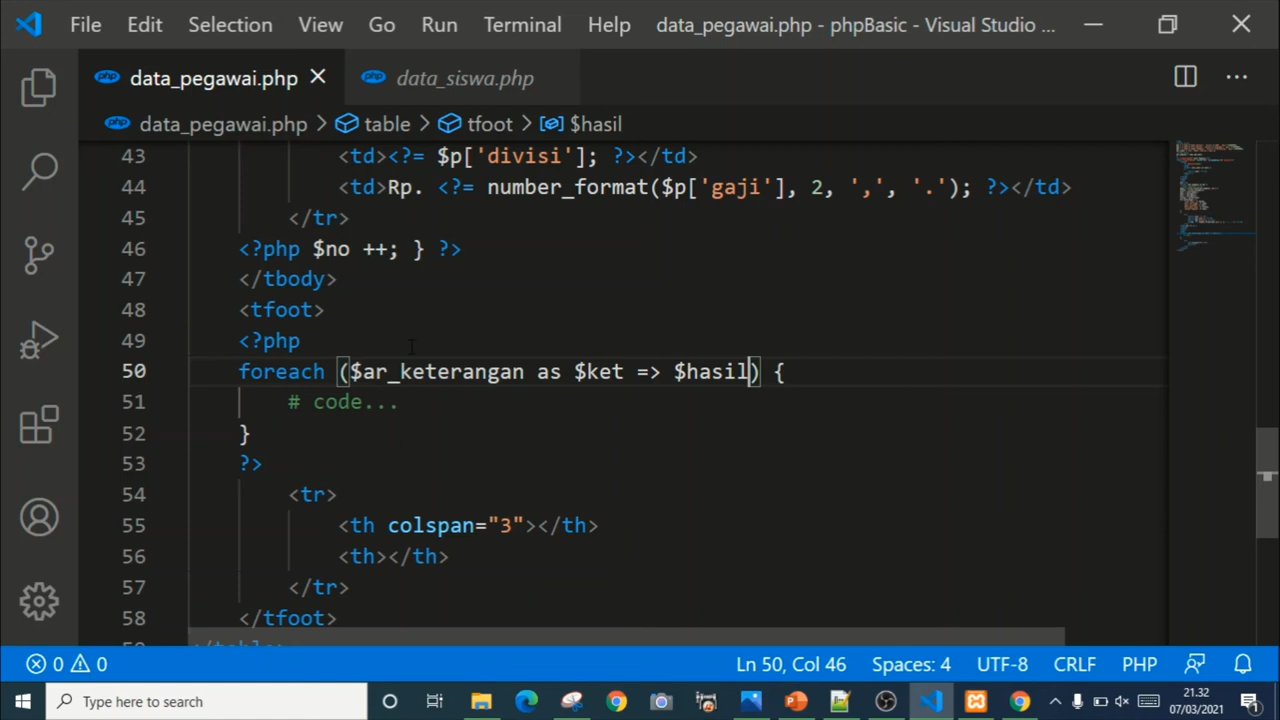 File Edit Selection View Go Run Terminal Help data_pegawai.php - phpBasic - Visual Studio ...
data_pegawai.php data_siswa.php
data_pegawai.php > table > tfoot > $hasil
43 <td><?= $p['divisi']; ?></td>
44 <td>Rp. <?= number_format($p['gaji'], 2, ',', '.'); ?></td>
45 </tr>
46 <?php $no ++; } ?>
47 </tbody>
48 <tfoot>
49 <?php
50 foreach ($ar_keterangan as $ket => $hasil) {
51 # code...
52 }
53 ?>
54 <tr>
55 <th colspan="3"></th>
56 <th></th>
57 </tr>
58 </tfoot>
0 0 Ln 50, Col 46 Spaces: 4 UTF-8 CRLF PHP
Type here to search
21.32
07/03/2021
1